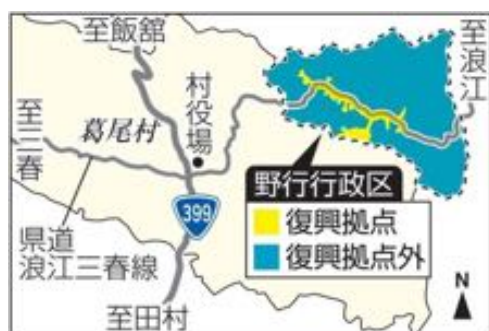 至飯舘
至浪江
至三春
村役場
葛尾村
野行行政区
復興拠点
復興拠点外
399
県道
浪江三春線
至田村
N